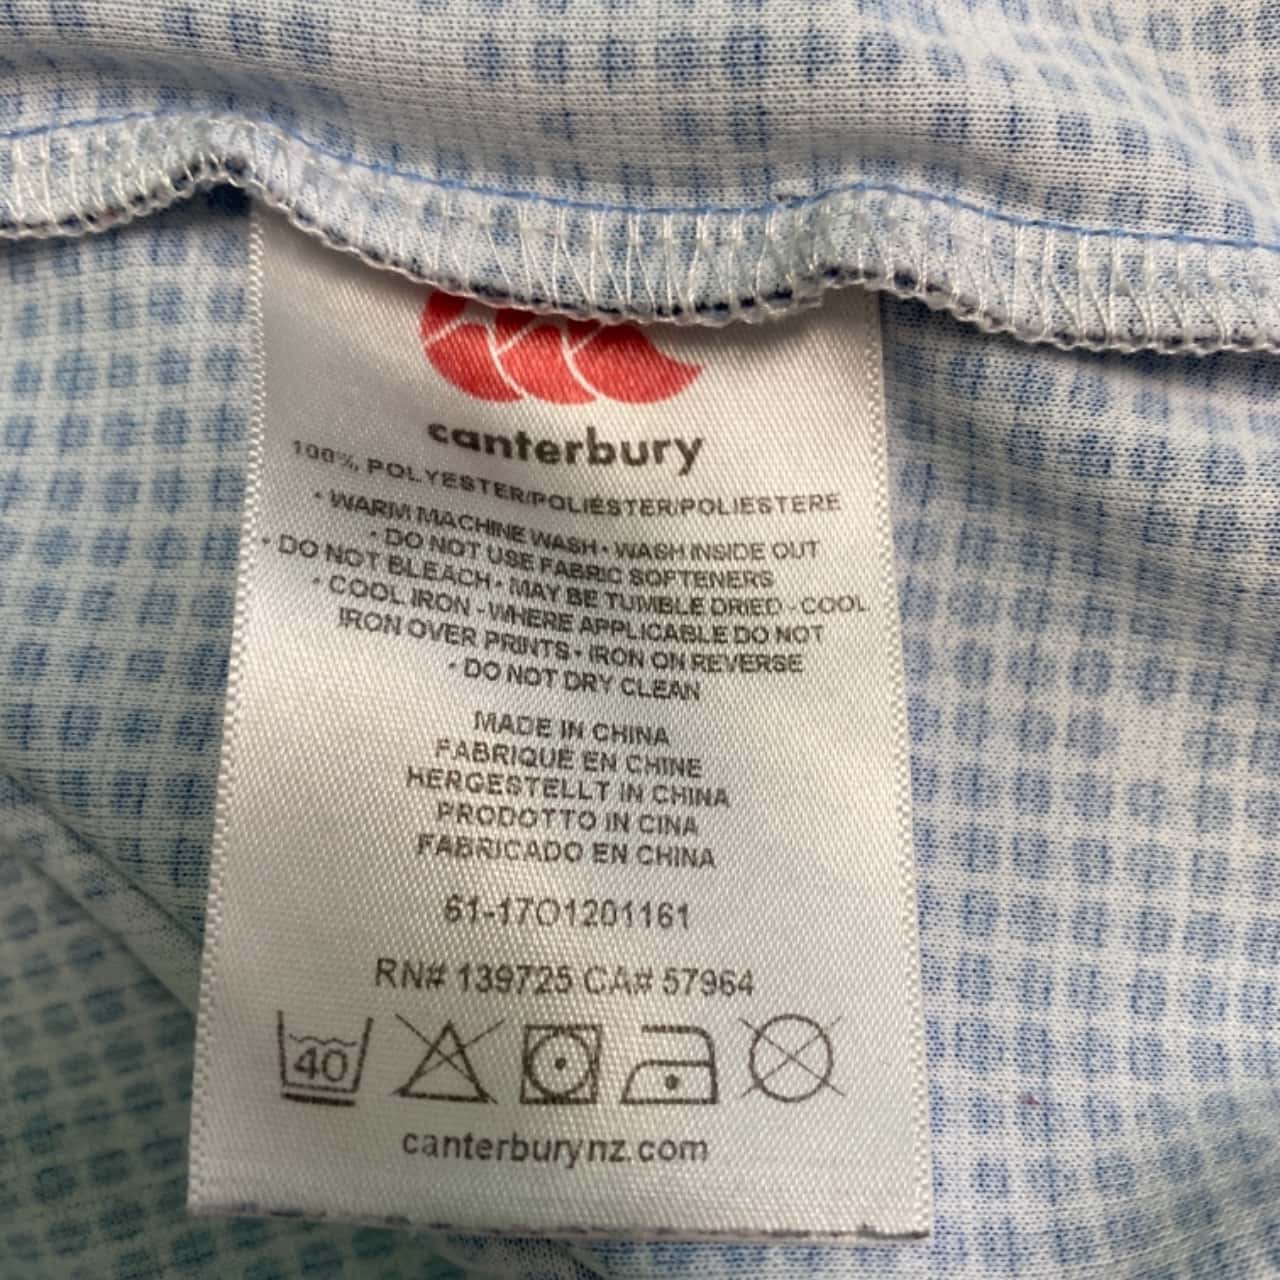 canterbury
100% POLYESTER/POLIÉSTER/POLIESTERE
• WARM MACHINE WASH • WASH INSIDE OUT
• DO NOT USE FABRIC SOFTENERS
• DO NOT BLEACH • MAY BE TUMBLE DRIED - COOL
• COOL IRON - WHERE APPLICABLE DO NOT
IRON OVER PRINTS • IRON ON REVERSE
• DO NOT DRY CLEAN
MADE IN CHINA
FABRIQUE EN CHINE
HERGESTELLT IN CHINA
PRODOTTO IN CINA
FABRICADO EN CHINA
61-17O1201161
RN# 139725 CA# 57964
40
canterburynz.com